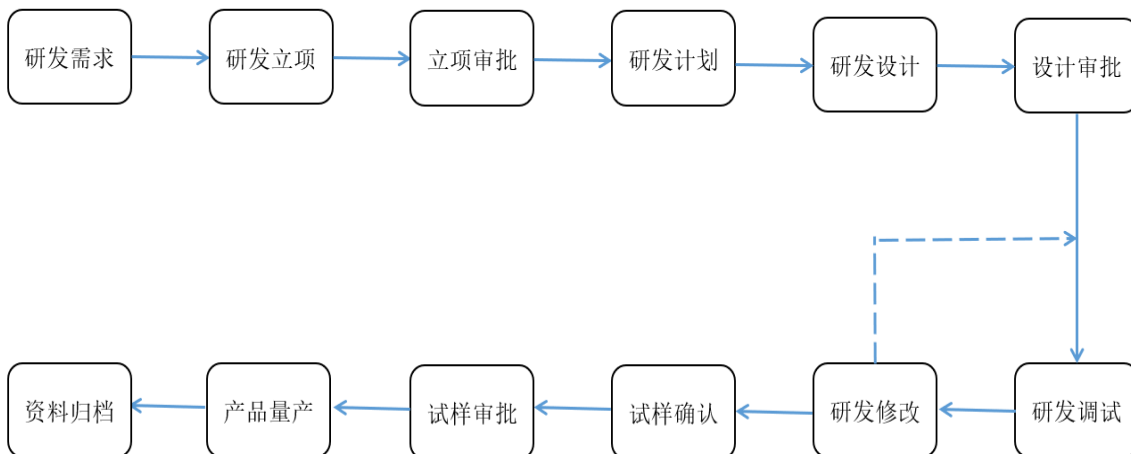 研发需求
研发立项
立项审批
研发计划
研发设计
设计审批
资料归档
产品量产
试样审批
试样确认
研发修改
研发调试